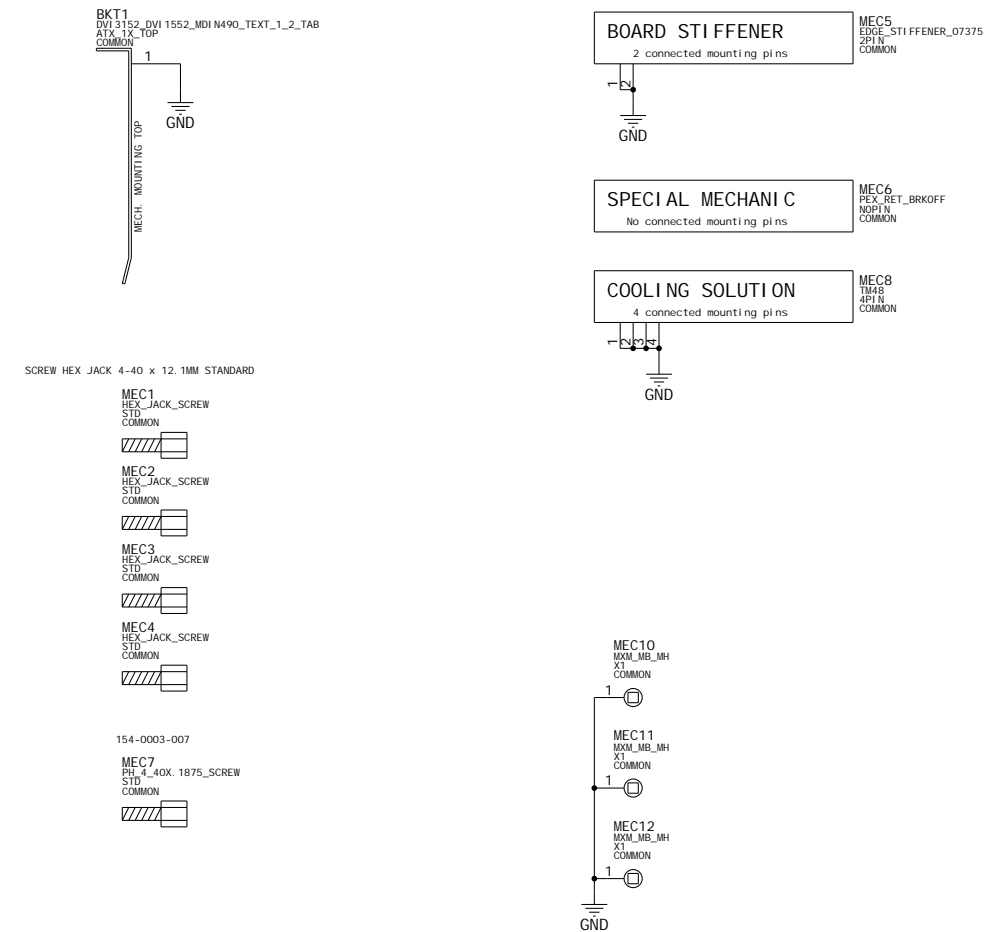 BKT1
DVI3152_DVI1552_MDIN490_TEXT_1_2_TAB
ATX_1X_TOP
COMMON
1
GND
MECH. MOUNTING TOP
SCREW HEX JACK 4-40 x 12.1MM STANDARD
MEC1
HEX_JACK_SCREW
STD
COMMON
MEC2
HEX_JACK_SCREW
STD
COMMON
MEC3
HEX_JACK_SCREW
STD
COMMON
MEC4
HEX_JACK_SCREW
STD
COMMON
154-0003-007
MEC7
PH_4_40X.1875_SCREW
STD
COMMON
BOARD STIFFENER
2 connected mounting pins
MEC5
EDGE_STIFFENER_07375
2PIN
COMMON
1
2
GND
SPECIAL MECHANIC
No connected mounting pins
MEC6
PEX_RET_BRKOFF
NOPIN
COMMON
COOLING SOLUTION
4 connected mounting pins
MEC8
TM48
4PIN
COMMON
1
2
3
4
GND
MEC10
MXM_MB_MH
X1
COMMON
1
MEC11
MXM_MB_MH
X1
COMMON
1
MEC12
MXM_MB_MH
X1
COMMON
1
GND